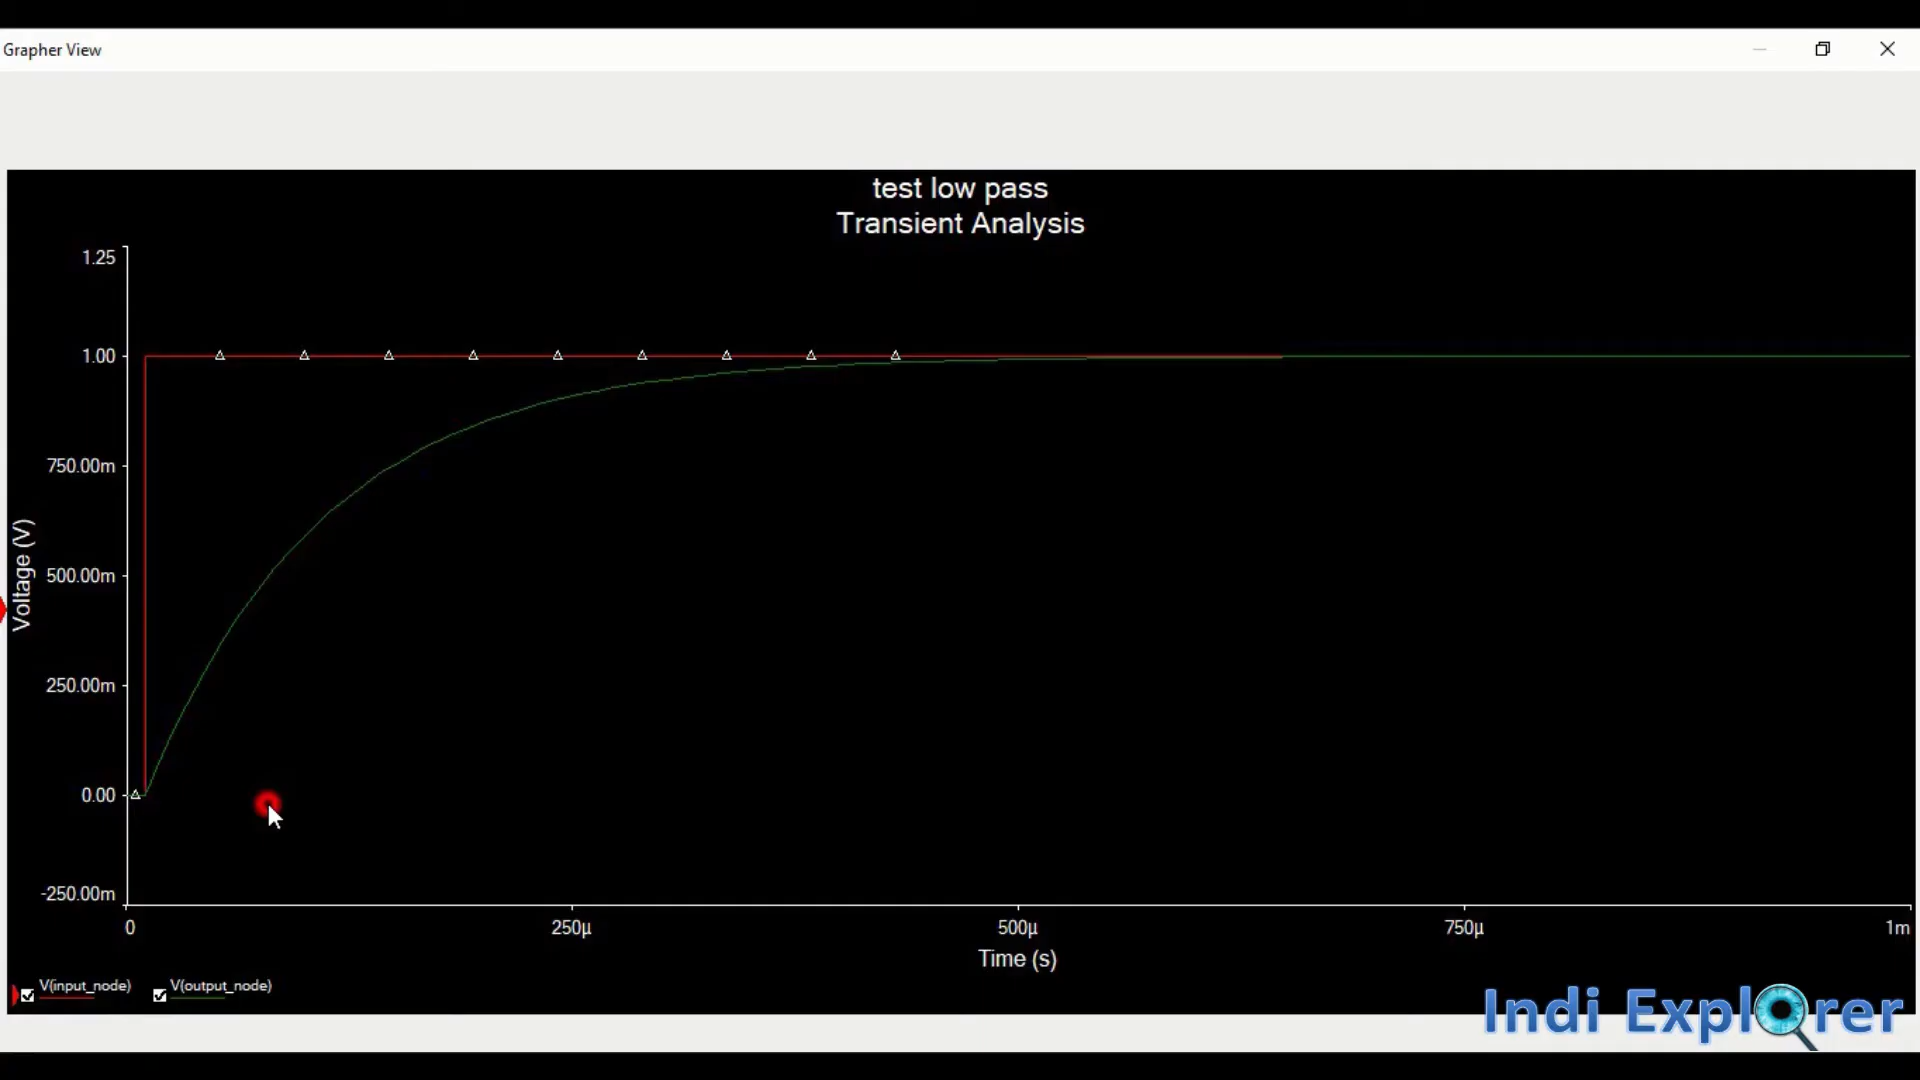 Grapher View
test low pass
Transient Analysis
1.25
1.00
750.00m
500.00m
250.00m
0.00
-250.00m
Voltage (V)
0
250µ
500µ
750µ
1m
Time (s)
V(input_node)
V(output_node)
Indi Explorer